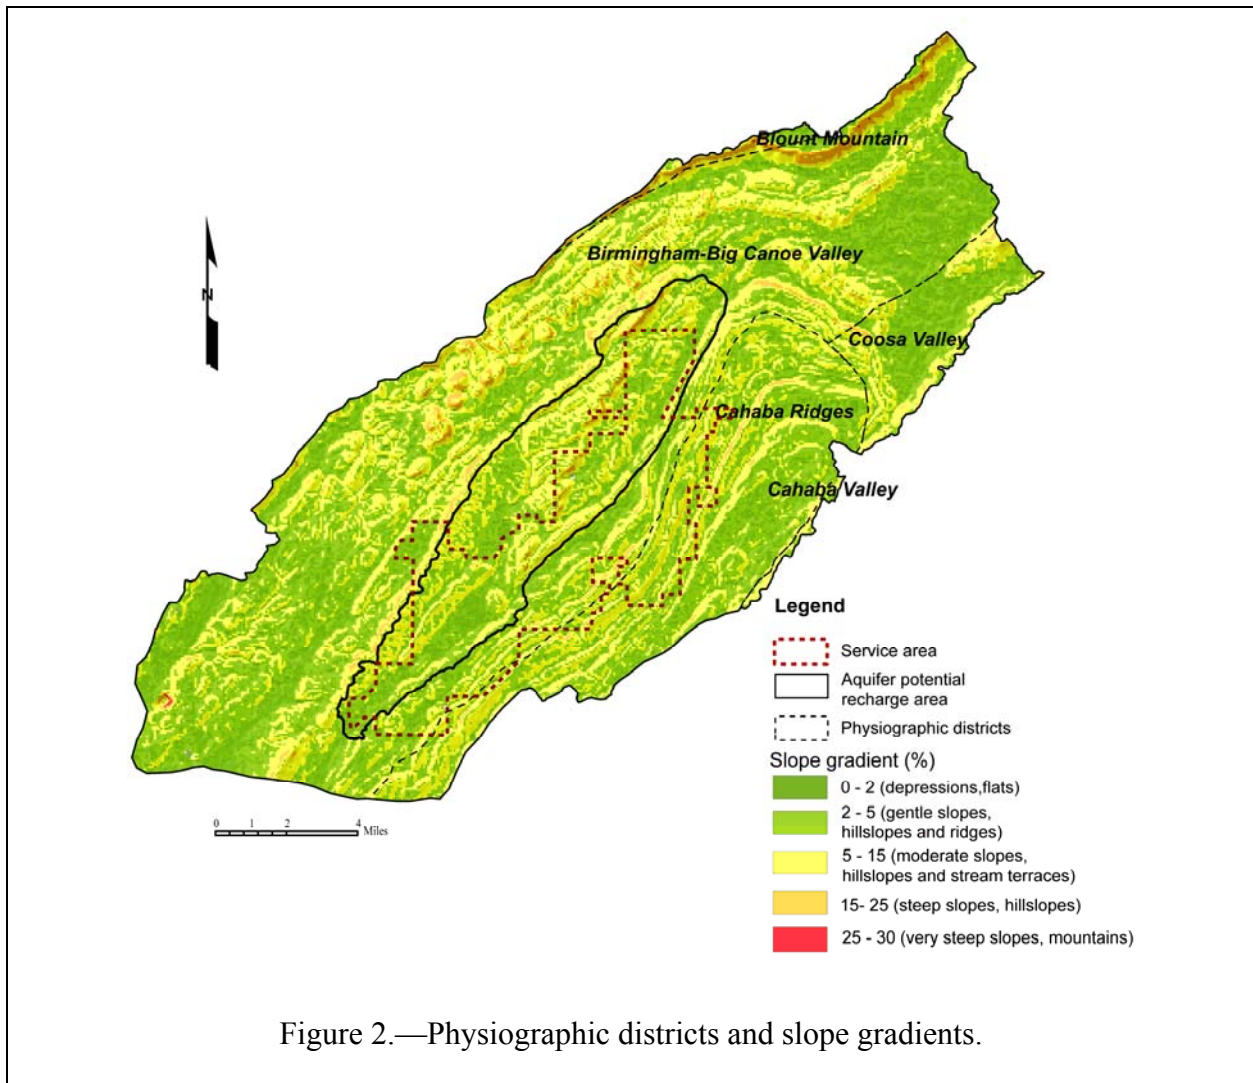 Blount Mountain
Birmingham-Big Canoe Valley
N
Coosa Valley
Cahaba Ridges
Cahaba Valley
Legend
Service area
Aquifer potential
recharge area
Physiographic districts
Slope gradient (%)
0 - 2 (depressions,flats)
2 - 5 (gentle slopes,
hillslopes and ridges)
5 - 15 (moderate slopes,
hillslopes and stream terraces)
15- 25 (steep slopes, hillslopes)
25 - 30 (very steep slopes, mountains)
0 1 2 4
Miles
Figure 2.—Physiographic districts and slope gradients.